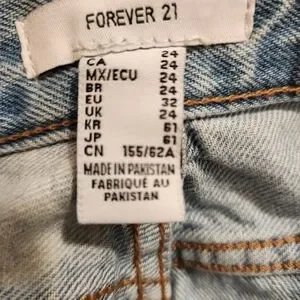 FOREVER 21
24
CA 24
MX/ECU 24
BR 24
EU 32
UK 24
KR 61
JP 61
CN 155/62A
MADE IN PAKISTAN
FABRIQUÉ AU
PAKISTAN